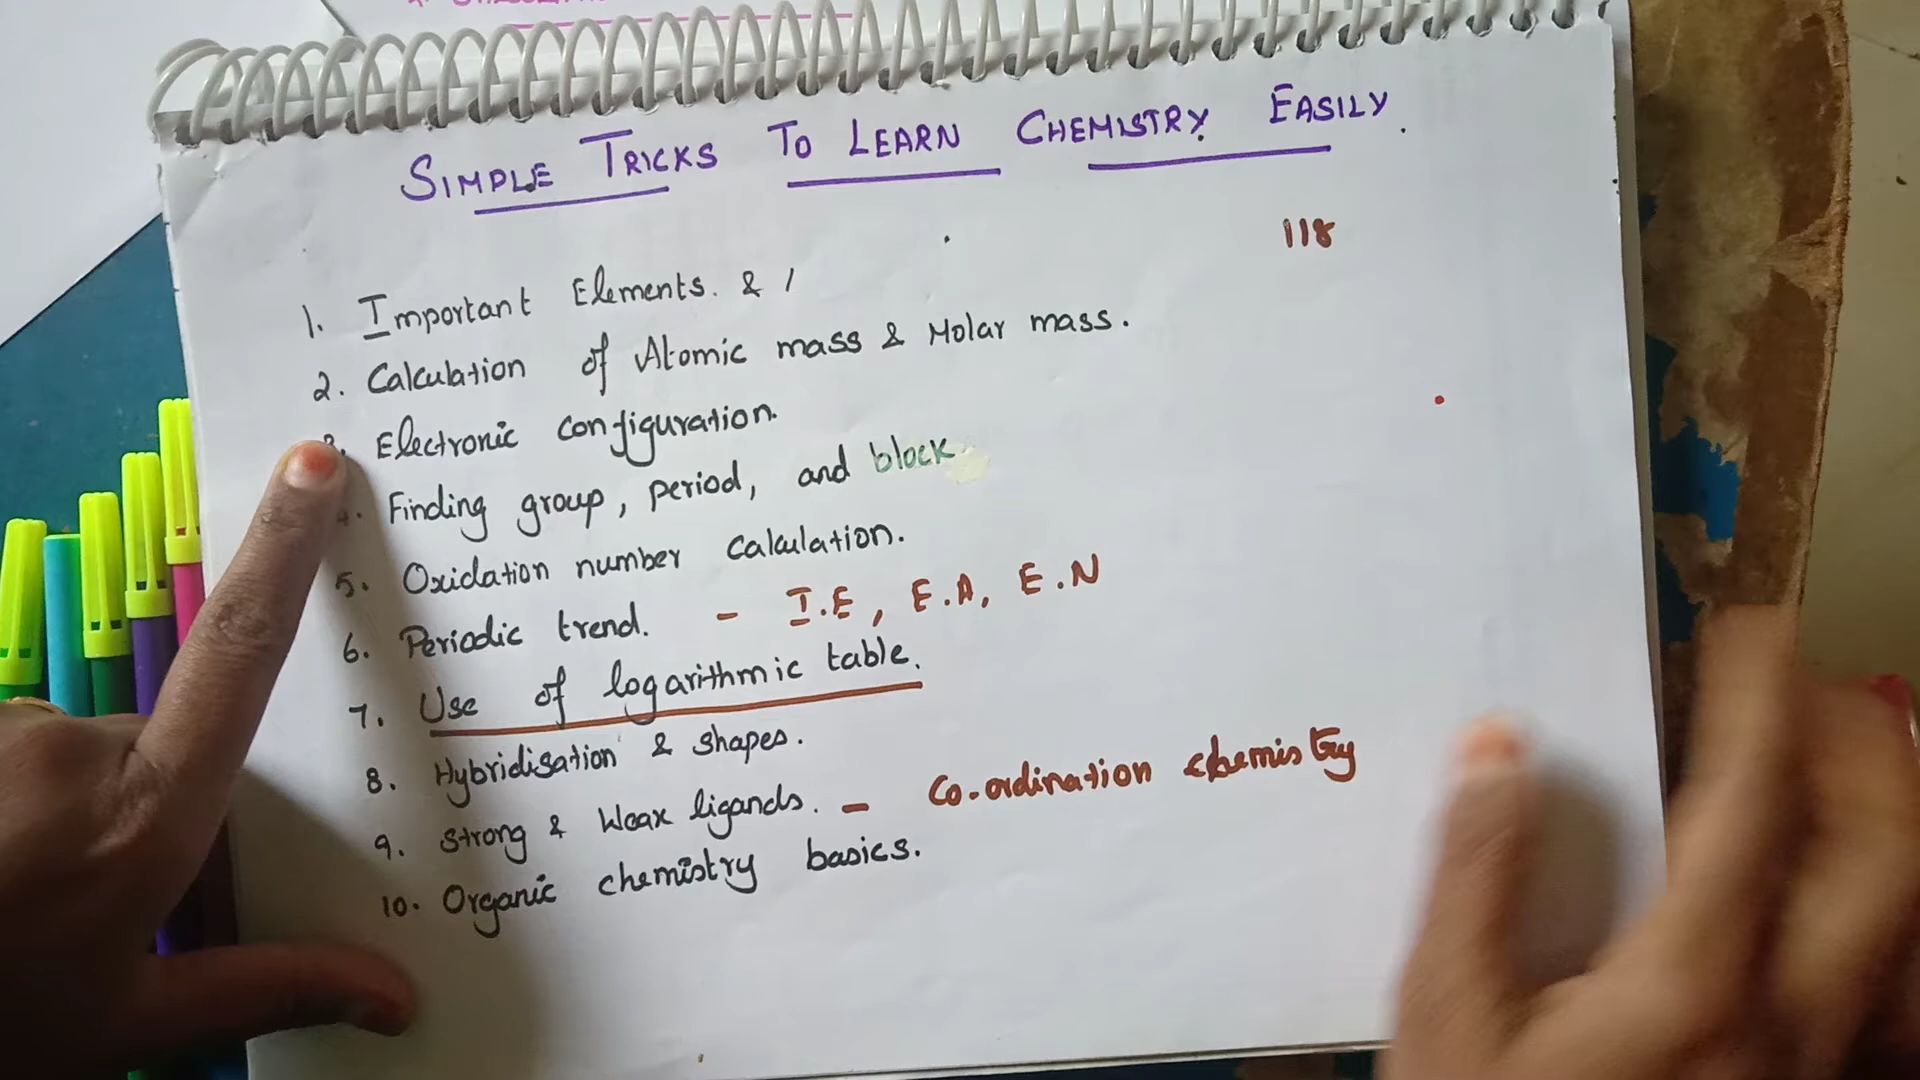 SIMPLE TRICKS TO LEARN CHEMISTRY EASILY.
118
1. Important Elements. & /
2. Calculation of Atomic mass & Molar mass.
3. Electronic configuration.
4. Finding group, period, and block
5. Oxidation number calculation.
6. Periodic trend. - I.E, E.A, E.N
7. Use of logarithmic table.
8. Hybridisation & shapes.
9. Strong & Weak ligands. - Co-ordination chemistry
10. Organic chemistry basics.